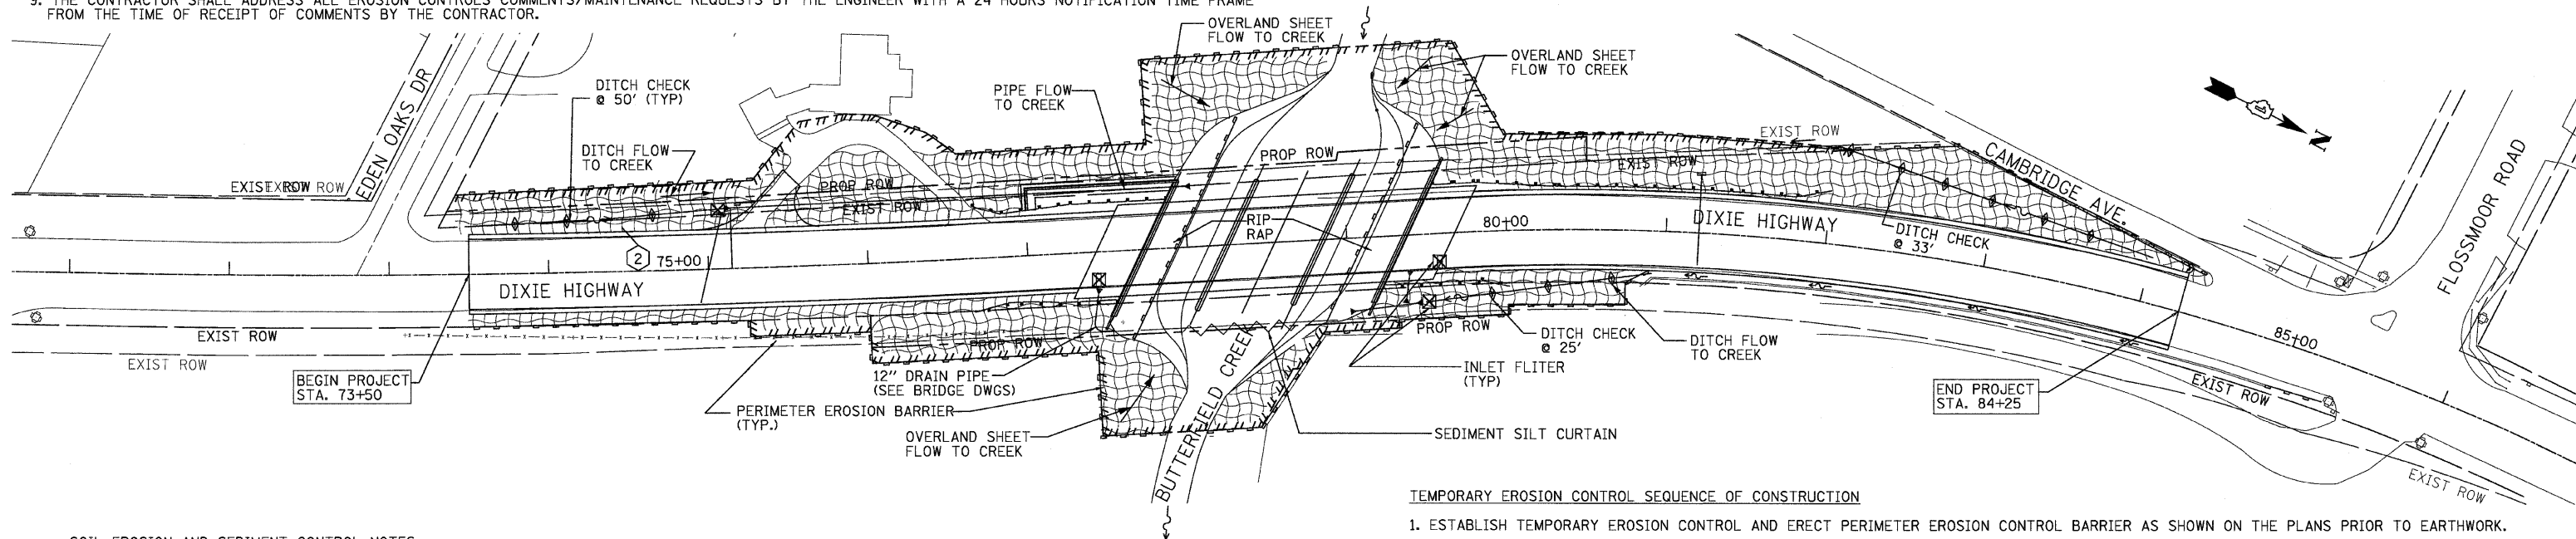 9. THE CONTRACTOR SHALL ADDRESS ALL EROSION CONTROLS COMMENTS/MAINTENANCE REQUESTS BY THE ENGINEER WITH A 24 HOURS NOTIFICATION TIME FRAME
FROM THE TIME OF RECEIPT OF COMMENTS BY THE CONTRACTOR.
OVERLAND SHEET
FLOW TO CREEK
OVERLAND SHEET
FLOW TO CREEK
DITCH CHECK
@ 50' (TYP)
PIPE FLOW
TO CREEK
EDEN OAKS DR
DITCH FLOW
TO CREEK
EXIST ROW
EXIST ROW
EXIST ROW
PROP ROW
EXIST ROW
PROP ROW
EXIST ROW
CAMBRIDGE AVE.
FLOSSMOOR ROAD
N
RIP
RAP
80+00
DIXIE HIGHWAY
DITCH CHECK
@ 33'
2
75+00
DIXIE HIGHWAY
EXIST ROW
EXIST ROW
BEGIN PROJECT
STA. 73+50
PROP ROW
12" DRAIN PIPE
(SEE BRIDGE DWGS)
PERIMETER EROSION BARRIER
(TYP.)
OVERLAND SHEET
FLOW TO CREEK
BUTTERFIELD CREEK
PROP ROW
DITCH CHECK
@ 25'
DITCH FLOW
TO CREEK
INLET FLITER
(TYP)
SEDIMENT SILT CURTAIN
85+00
END PROJECT
STA. 84+25
EXIST ROW
EXIST ROW
TEMPORARY EROSION CONTROL SEQUENCE OF CONSTRUCTION
1. ESTABLISH TEMPORARY EROSION CONTROL AND ERECT PERIMETER EROSION CONTROL BARRIER AS SHOWN ON THE PLANS PRIOR TO EARTHWORK.
SOIL EROSION AND SEDIMENT CONTROL NOTES